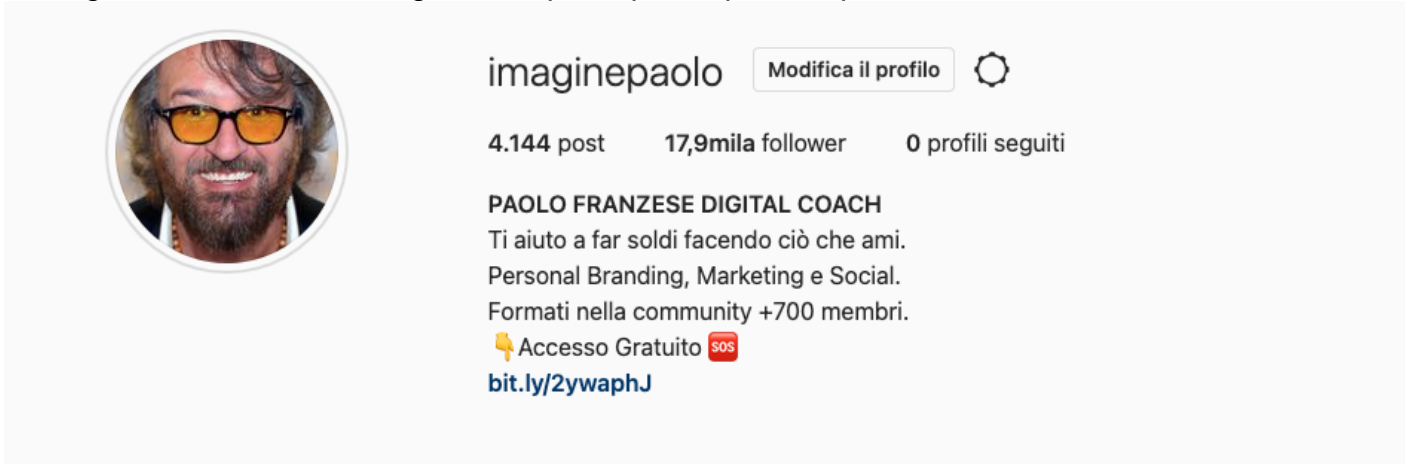 imaginepaolo Modifica il profilo
4.144 post 17,9mila follower 0 profili seguiti
PAOLO FRANZESE DIGITAL COACH
Ti aiuto a far soldi facendo ciò che ami.
Personal Branding, Marketing e Social.
Formati nella community +700 membri.
👇Accesso Gratuito 🆘
bit.ly/2ywaphJ